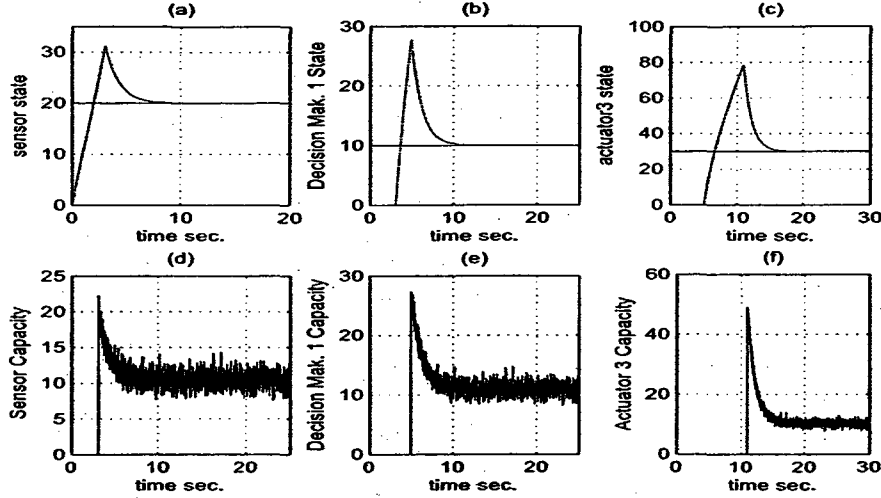 (a)
(b)
(c)
sensor state
30
20
10
0
0
10
20
time sec.
Decision Mak. 1 State
30
20
10
0
0
10
20
time sec.
actuator3 state
100
80
60
40
20
0
0
10
20
30
time sec.
(d)
(e)
(f)
Sensor Capacity
25
20
15
10
5
0
0
10
20
time sec.
Decision Mak. 1 Capacity
30
20
10
0
0
10
20
time sec.
Actuator 3 Capacity
60
40
20
0
0
10
20
30
time sec.